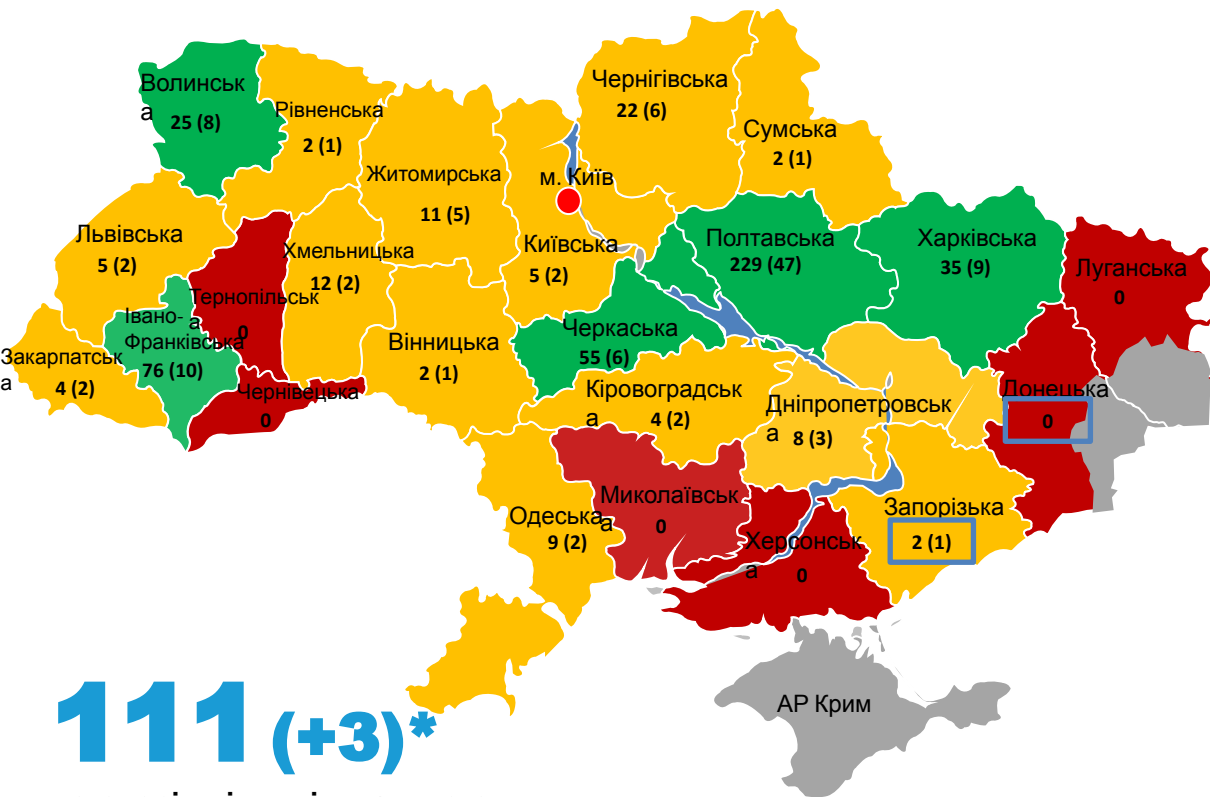 Волинськ
а
25 (8)
Рівненська
2 (1)
Житомирська
11 (5)
м. Київ
Київська
5 (2)
Чернігівська
22 (6)
Сумська
2 (1)
Львівська
5 (2)
Тернопільськ
а
0
Хмельницька
12 (2)
Івано-
Франківська
76 (10)
Закарпатськ
а
4 (2)
Чернівецька
0
Вінницька
2 (1)
Черкаська
55 (6)
Полтавська
229 (47)
Харківська
35 (9)
Луганська
0
Кіровоградськ
а
4 (2)
Дніпропетровськ
а
8 (3)
Донецька
0
Одеська
9 (2)
Миколаївськ
а
0
Херсонськ
а
0
Запорізька
2 (1)
АР Крим
111 (+3)*